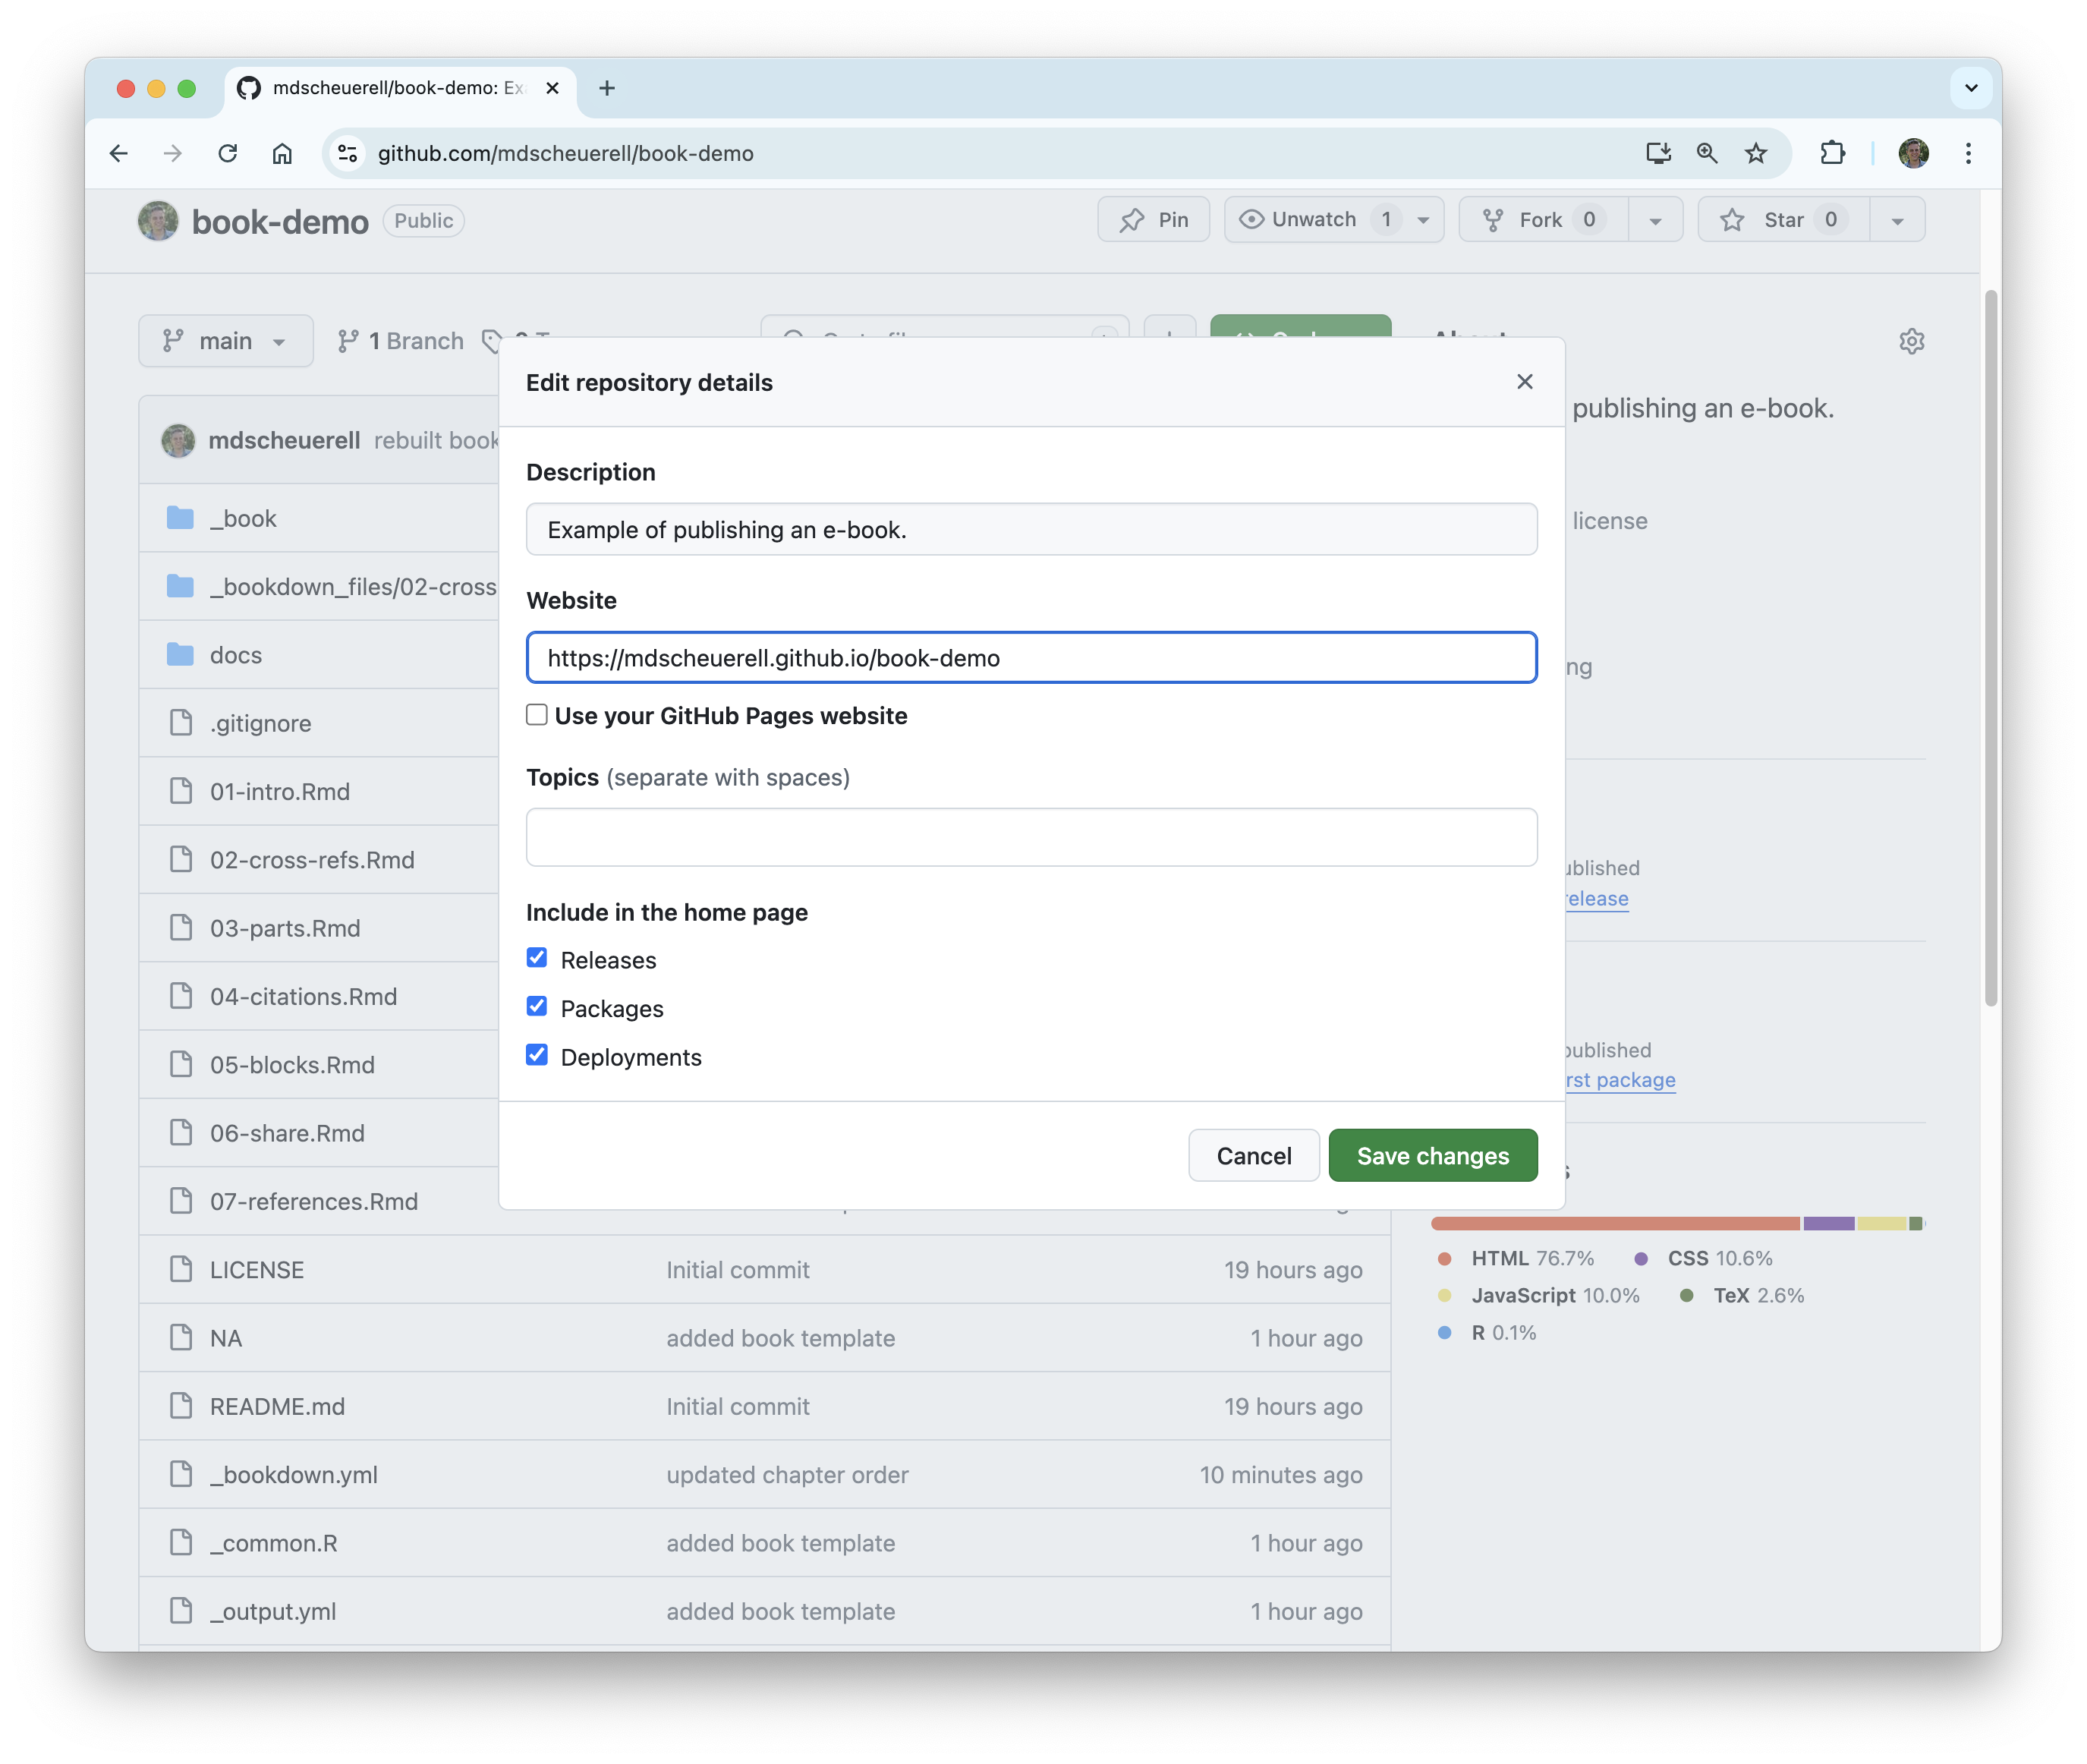 mdscheuerell/book-demo: Ex
github.com/mdscheuerell/book-demo
book-demo Public
Pin Unwatch 1 Fork 0 Star 0
main 1 Branch
Edit repository details
publishing an e-book.
mdscheuerell rebuilt book
Description
_book
Example of publishing an e-book.
license
_bookdown_files/02-cross
Website
docs
https://mdscheuerell.github.io/book-demo
.gitignore
Use your GitHub Pages website
Topics (separate with spaces)
01-intro.Rmd
02-cross-refs.Rmd
03-parts.Rmd
Include in the home page
Releases
04-citations.Rmd
Packages
05-blocks.Rmd
Deployments
package
06-share.Rmd
Cancel Save changes
07-references.Rmd
LICENSE Initial commit 19 hours ago
HTML 76.7% CSS 10.6%
JavaScript 10.0% TeX 2.6%
R 0.1%
NA added book template 1 hour ago
README.md Initial commit 19 hours ago
_bookdown.yml updated chapter order 10 minutes ago
_common.R added book template 1 hour ago
_output.yml added book template 1 hour ago